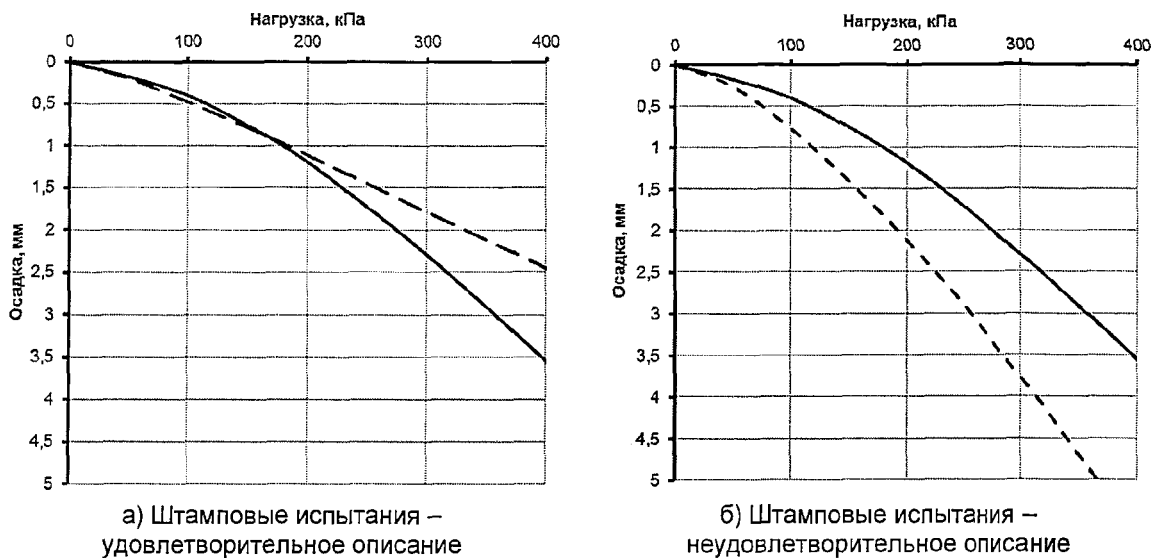 Нагрузка, кПа
0 100 200 300 400
0
0,5
1
1,5
2
2,5
3
3,5
4
4,5
5
Осадка, мм
а) Штамповые испытания –
удовлетворительное описание
Нагрузка, кПа
0 100 200 300 400
0
0,5
1
1,5
2
2,5
3
3,5
4
4,5
5
Осадка, мм
б) Штамповые испытания –
неудовлетворительное описание